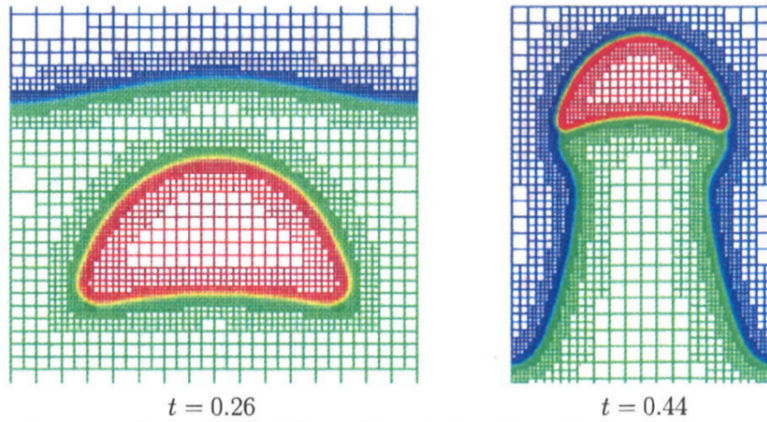 t = 0.26
t = 0.44